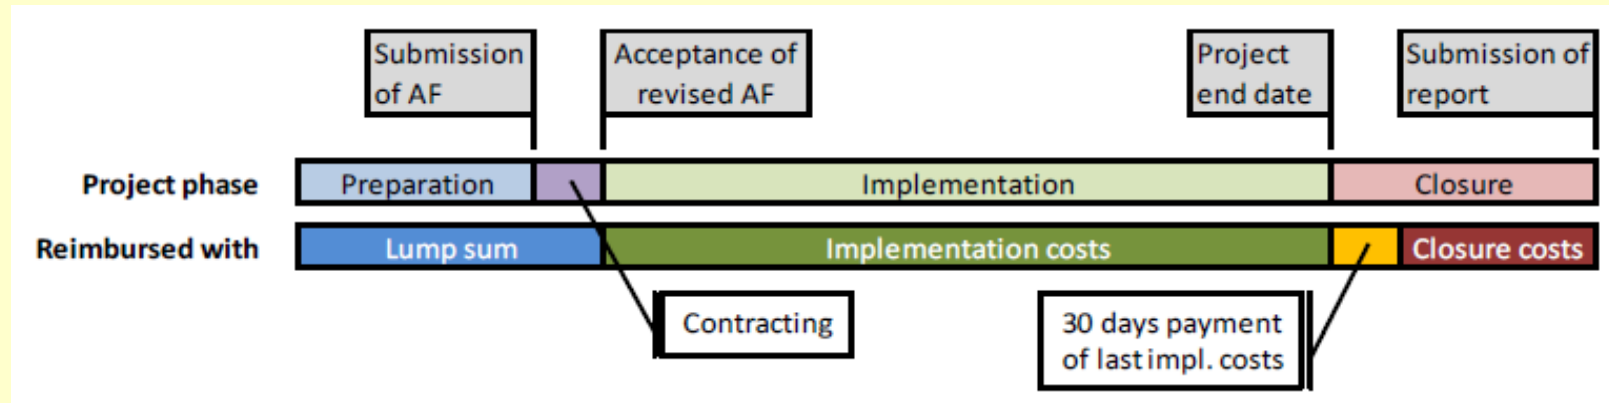 Submission
of AF
Acceptance of
revised AF
Project
end date
Submission of
report
Project phase
Preparation
Implementation
Closure
Reimbursed with
Lump sum
Implementation costs
Closure costs
Contracting
30 days payment
of last impl. costs